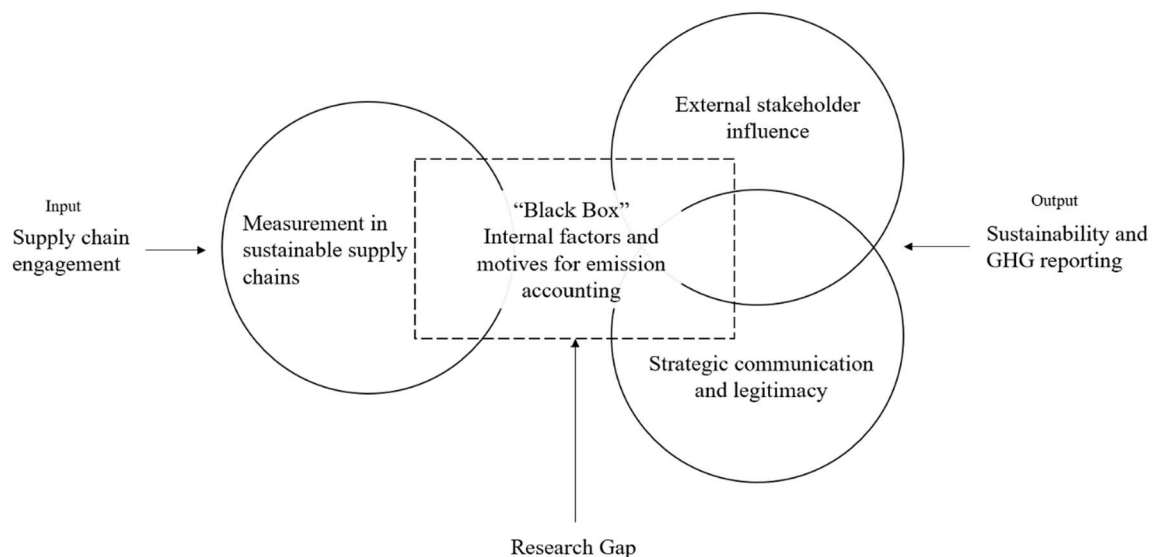 External stakeholder
influence
Input
Supply chain
engagement
Measurement in
sustainable supply
chains
“Black Box”
Internal factors and
motives for emission
accounting
Output
Sustainability and
GHG reporting
Strategic communication
and legitimacy
Research Gap